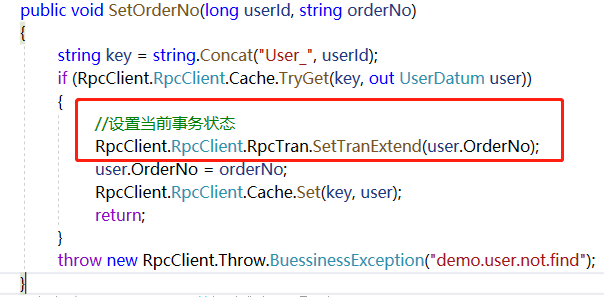 public void SetOrderNo(long userId, string orderNo)
{
string key = string.Concat("User_", userId);
if (RpcClient.RpcClient.Cache.TryGet(key, out UserDatum user))
{
//设置当前事务状态
RpcClient.RpcClient.RpcTran.SetTranExtend(user.OrderNo);
user.OrderNo = orderNo;
RpcClient.RpcClient.Cache.Set(key, user);
return;
}
throw new RpcClient.Throw.BuessinessException("demo.user.not.find");
}